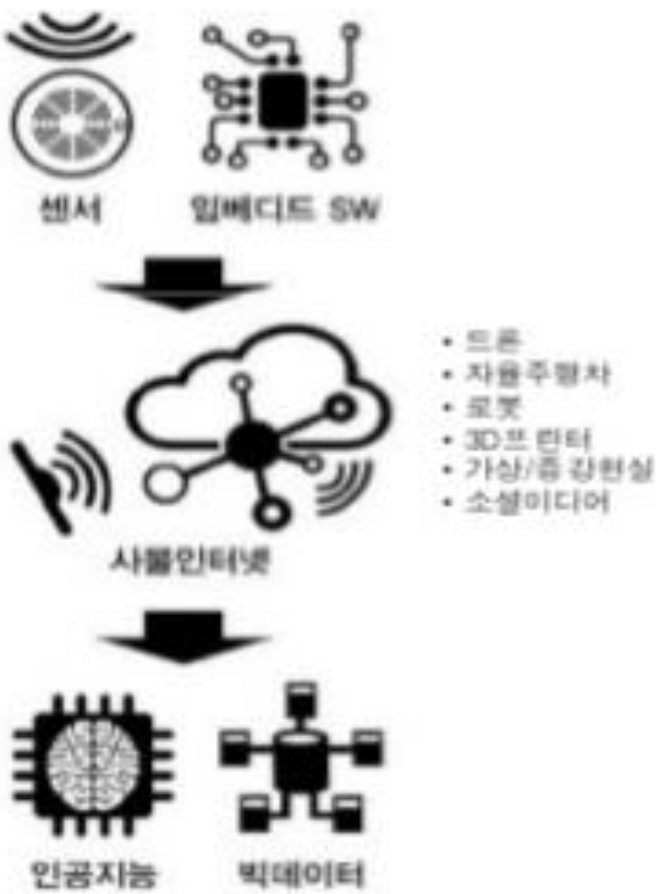 센서
임베디드 SW
• 드론
• 자율주행차
• 로봇
• 3D프린터
• 가상/증강현실
• 소셜미디어
사물인터넷
인공지능
빅데이터